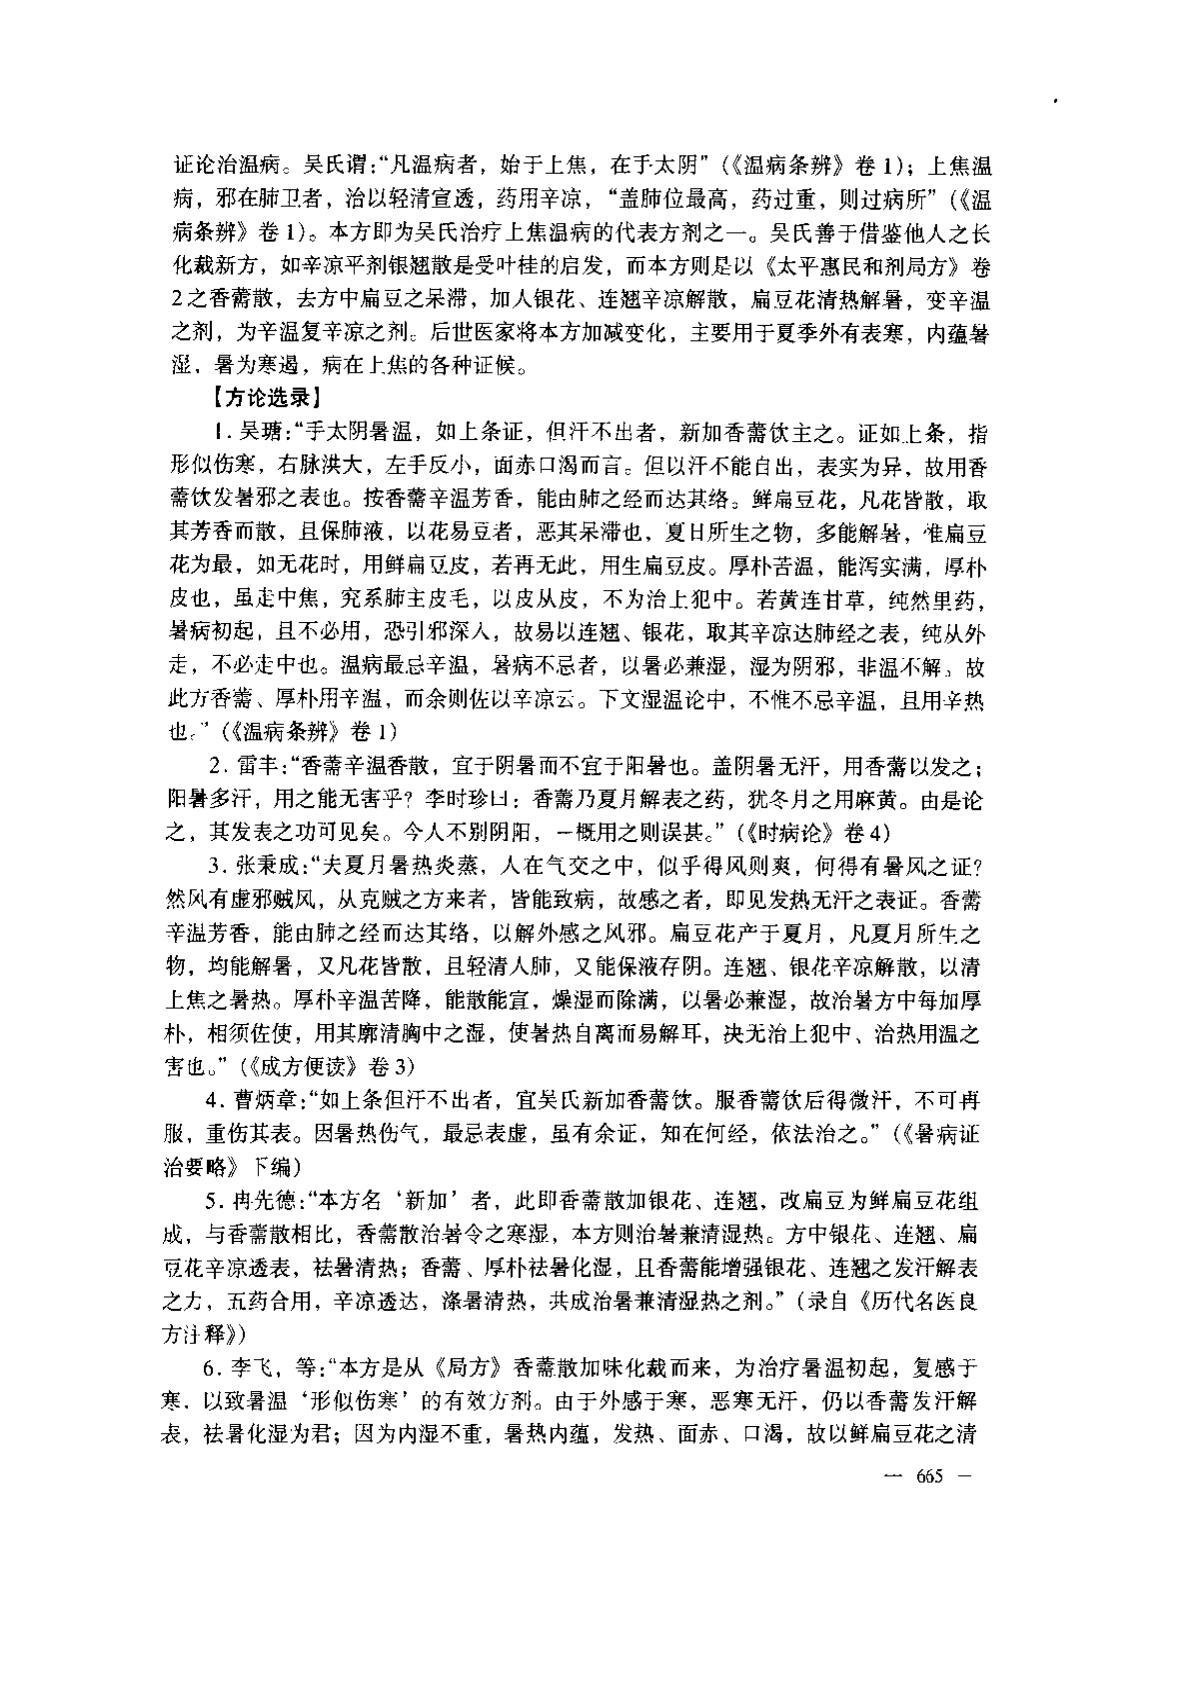 证论治温病。吴氏谓：“凡温病者，始于上焦，在手太阴”（《温病条辨》卷1）；上焦温
病，邪在肺卫者，治以轻清宣透，药用辛凉，“盖肺位最高，药过重，则过病所”（《温
病条辨》卷1）。本方即为吴氏治疗上焦温病的代表方剂之一。吴氏善于借鉴他人之长
化裁新方，如辛凉平剂银翘散是受叶桂的启发，而本方则是以《太平惠民和剂局方》卷
2之香薷散，去方中扁豆之呆滞，加人银花、连翘辛凉解散，扁豆花清热解暑，变辛温
之剂，为辛温复辛凉之剂。后世医家将本方加减变化，主要用于夏季外有表寒，内蕴暑
湿，暑为寒遏，病在上焦的各种证候。
【方论选录】
1. 吴瑭：“手太阴暑温，如上条证，但汗不出者，新加香薷饮主之。证如上条，指
形似伤寒，右脉洪大，左手反小，面赤口渴而言。但以汗不能自出，表实为异，故用香
薷饮发暑邪之表也。按香薷辛温芳香，能由肺之经而达其络。鲜扁豆花，凡花皆散，取
其芳香而散，且保肺液，以花易豆者，恶其呆滞也，夏日所生之物，多能解暑，惟扁豆
花为最，如无花时，用鲜扁豆皮，若再无此，用生扁豆皮。厚朴苦温，能泻实满，厚朴
皮也，虽走中焦，究系肺主皮毛，以皮从皮，不为治上犯中。若黄连甘草，纯然里药，
暑病初起，且不必用，恐引邪深入，故易以连翘、银花，取其辛凉达肺经之表，纯从外
走，不必走中也。温病最忌辛温，暑病不忌者，以暑必兼湿，湿为阴邪，非温不解，故
此方香薷、厚朴用辛温，而余则佐以辛凉云。下文湿温论中，不惟不忌辛温，且用辛热
也。”（《温病条辨》卷1）
2. 雷丰：“香薷辛温香散，宜于阴暑而不宜于阳暑也。盖阴暑无汗，用香薷以发之；
阳暑多汗，用之能无害乎？李时珍曰：香薷乃夏月解表之药，犹冬月之用麻黄。由是论
之，其发表之功可见矣。今人不别阴阳，一概用之则误甚。”（《时病论》卷4）
3. 张秉成：“夫夏月暑热炎蒸，人在气交之中，似乎得风则爽，何得有暑风之证？
然风有虚邪贼风，从克贼之方来者，皆能致病，故感之者，即见发热无汗之表证。香薷
辛温芳香，能由肺之经而达其络，以解外感之风邪。扁豆花产于夏月，凡夏月所生之
物，均能解暑，又凡花皆散，且轻清人肺，又能保液存阴。连翘、银花辛凉解散，以清
上焦之暑热。厚朴辛温苦降，能散能宣，燥湿而除满，以暑必兼湿，故治暑方中每加厚
朴，相须佐使，用其廓清胸中之湿，使暑热自离而易解耳，决无治上犯中、治热用温之
害也。”（《成方便读》卷3）
4. 曹炳章：“如上条但汗不出者，宜吴氏新加香薷饮。服香薷饮后得微汗，不可再
服，重伤其表。因暑热伤气，最忌表虚，虽有余证，知在何经，依法治之。”（《暑病证
治要略》下编）
5. 冉先德：“本方名‘新加’者，此即香薷散加银花、连翘，改扁豆为鲜扁豆花组
成，与香薷散相比，香薷散治暑令之寒湿，本方则治暑兼清湿热。方中银花、连翘、扁
豆花辛凉透表，祛暑清热；香薷、厚朴祛暑化湿，且香薷能增强银花、连翘之发汗解表
之力，五药合用，辛凉透达，涤暑清热，共成治暑兼清湿热之剂。”（录自《历代名医良
方注释》）
6. 李飞，等：“本方是从《局方》香薷散加味化裁而来，为治疗暑温初起，复感于
寒，以致暑温‘形似伤寒’的有效方剂。由于外感于寒，恶寒无汗，仍以香薷发汗解
表，祛暑化湿为君；因为内湿不重，暑热内蕴，发热、面赤、口渴，故以鲜扁豆花之清
— 665 —